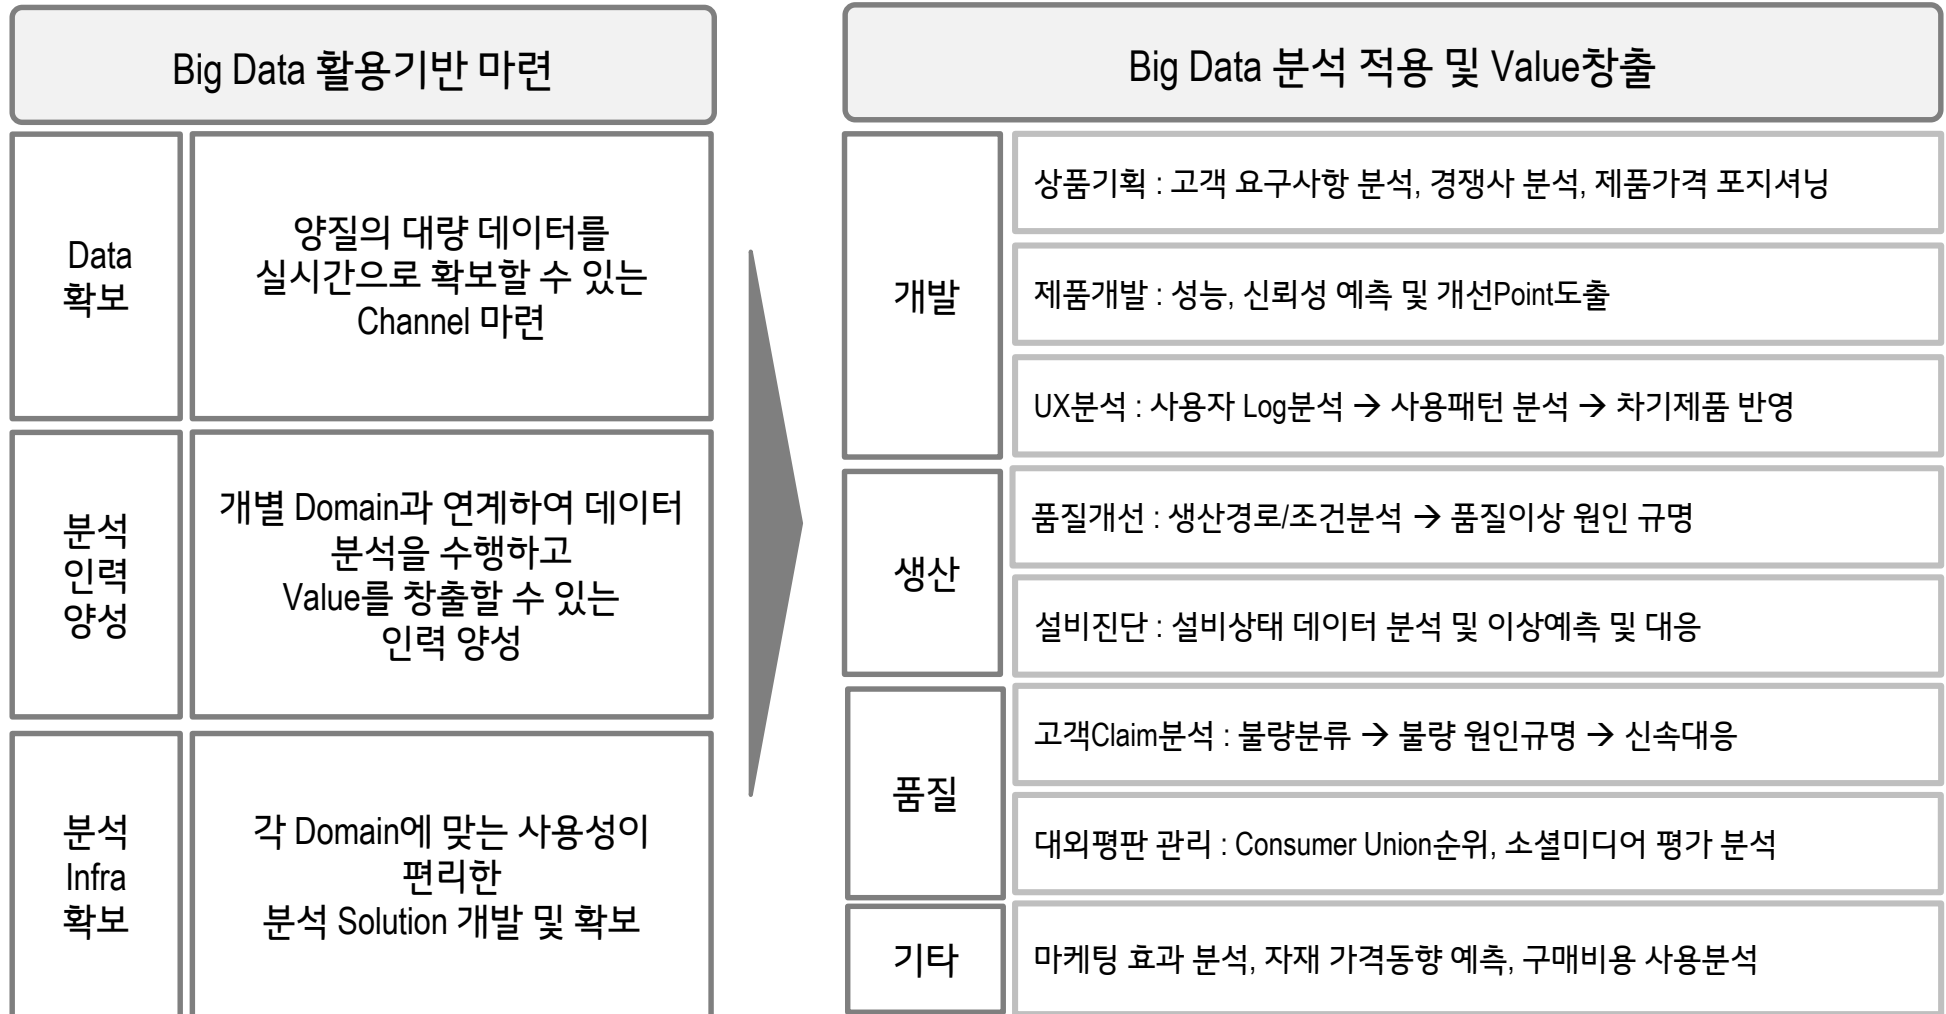 Big Data 활용기반 마련
Data
확보
양질의 대량 데이터를
실시간으로 확보할 수 있는
Channel 마련
분석
인력
양성
개별 Domain과 연계하여 데이터
분석을 수행하고
Value를 창출할 수 있는
인력 양성
분석
Infra
확보
각 Domain에 맞는 사용성이
편리한
분석 Solution 개발 및 확보
Big Data 분석 적용 및 Value창출
개발
상품기획 : 고객 요구사항 분석, 경쟁사 분석, 제품가격 포지셔닝
제품개발 : 성능, 신뢰성 예측 및 개선Point도출
UX분석 : 사용자 Log분석 → 사용패턴 분석 → 차기제품 반영
생산
품질개선 : 생산경로/조건분석 → 품질이상 원인 규명
설비진단 : 설비상태 데이터 분석 및 이상예측 및 대응
품질
고객Claim분석 : 불량분류 → 불량 원인규명 → 신속대응
대외평판 관리 : Consumer Union순위, 소셜미디어 평가 분석
기타
마케팅 효과 분석, 자재 가격동향 예측, 구매비용 사용분석